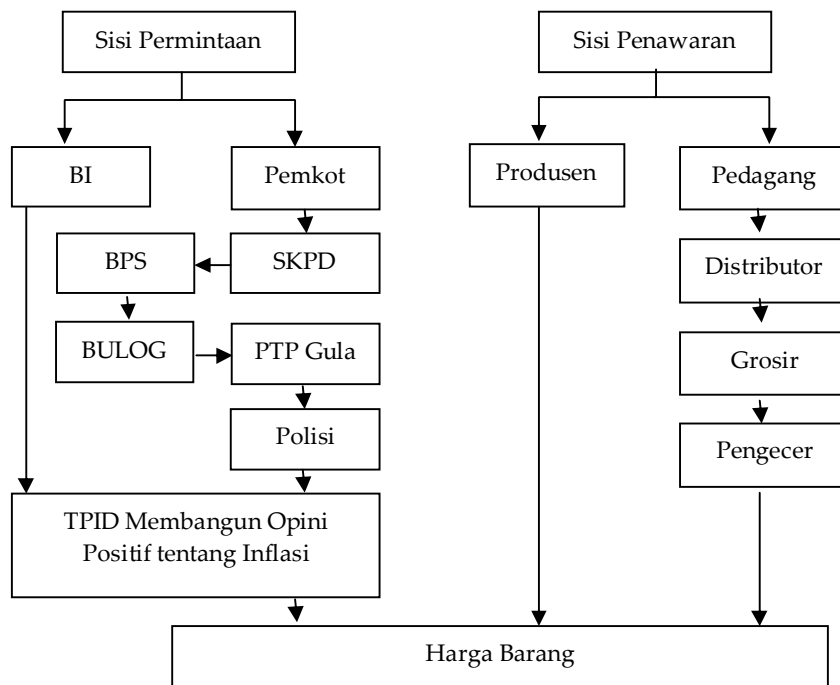 Sisi Permintaan
Sisi Penawaran
BI
Pemkot
Produsen
Pedagang
BPS
SKPD
Distributor
BULOG
PTP Gula
Grosir
Polisi
Pengecer
TPID Membangun Opini
Positif tentang Inflasi
Harga Barang